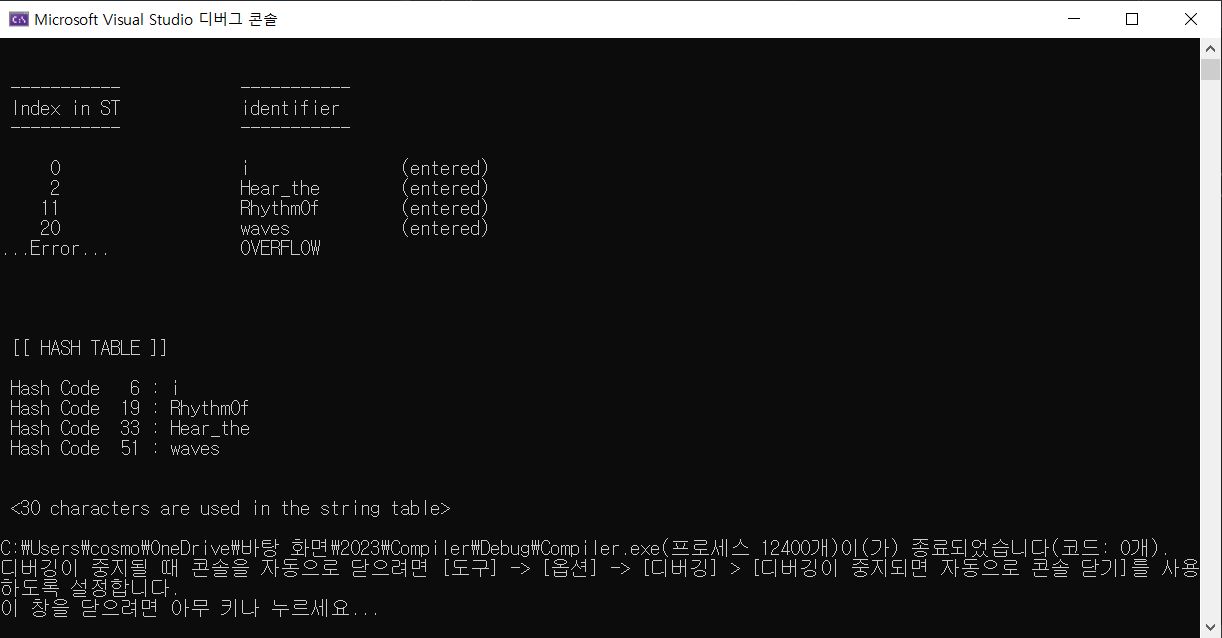 Microsoft Visual Studio 디버그 콘솔
----------- -----------
Index in ST identifier
----------- -----------
0 i (entered)
2 Hear_the (entered)
11 RhythmOf (entered)
20 waves (entered)
...Error... OVERFLOW
[[ HASH TABLE ]]
Hash Code 6 : i
Hash Code 19 : RhythmOf
Hash Code 33 : Hear_the
Hash Code 51 : waves
<30 characters are used in the string table>
C:₩Users₩cosmo₩OneDrive₩바탕 화면₩2023₩Compiler₩Debug₩Compiler.exe(프로세스 12400개)이(가) 종료되었습니다(코드: 0개).
디버깅이 중지될 때 콘솔을 자동으로 닫으려면 [도구] -> [옵션] -> [디버깅] > [디버깅이 중지되면 자동으로 콘솔 닫기]를 사용
하도록 설정합니다.
이 창을 닫으려면 아무 키나 누르세요...